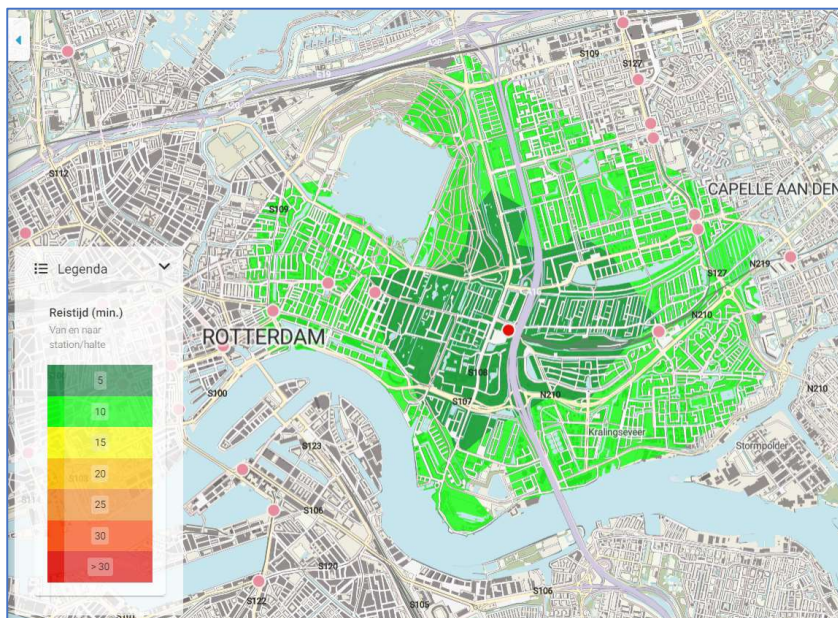 A20
E19
S109
S127
S112
S109
CAPELLE AAN DEN
Legenda
S127
N219
Reistijd (min.)
Van en naar
station/halte
ROTTERDAM
N210
5
S108
S100
S107
N210
N210
10
Kralingseveer
15
S123
Stormpolder
20
25
S106
30
S120
> 30
S106
S122
S105